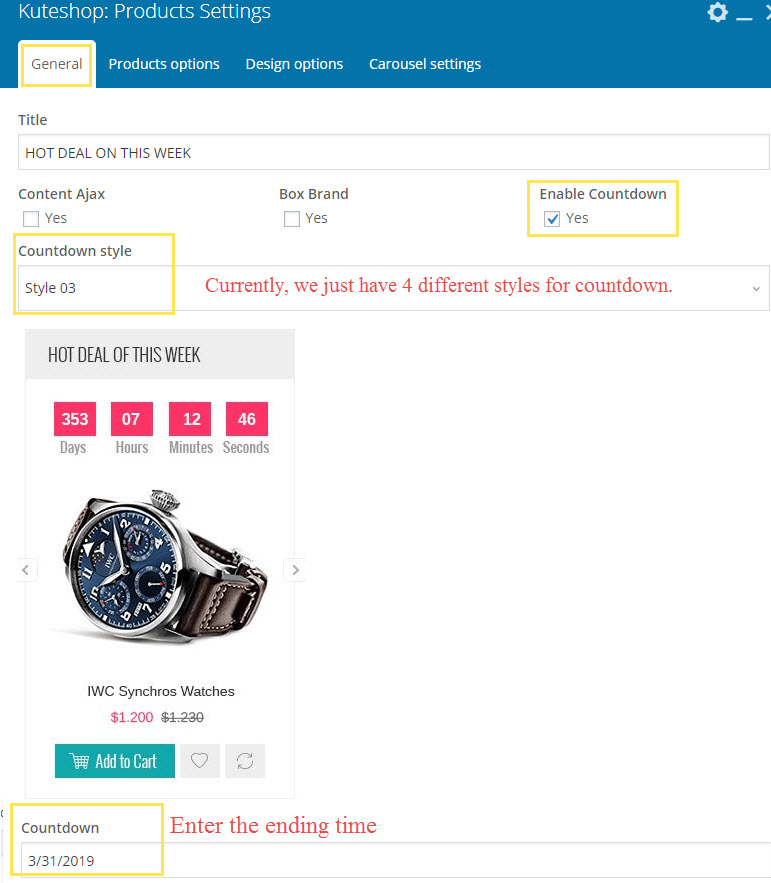 Kuteshop: Products Settings
General Products options Design options Carousel settings
Title
HOT DEAL ON THIS WEEK
Content Ajax Box Brand Enable Countdown
Yes Yes Yes
Countdown style
Style 03 Currently, we just have 4 different styles for countdown.
HOT DEAL OF THIS WEEK
353 07 12 46
Days Hours Minutes Seconds
IWC
IWC Synchros Watches
$1.200 $1.230
Add to Cart
Countdown Enter the ending time
3/31/2019